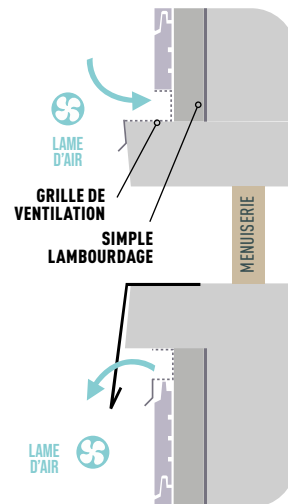 LAME
D'AIR
GRILLE DE
VENTILATION
SIMPLE
LAMBOURDAGE
MENUISERIE
LAME
D'AIR